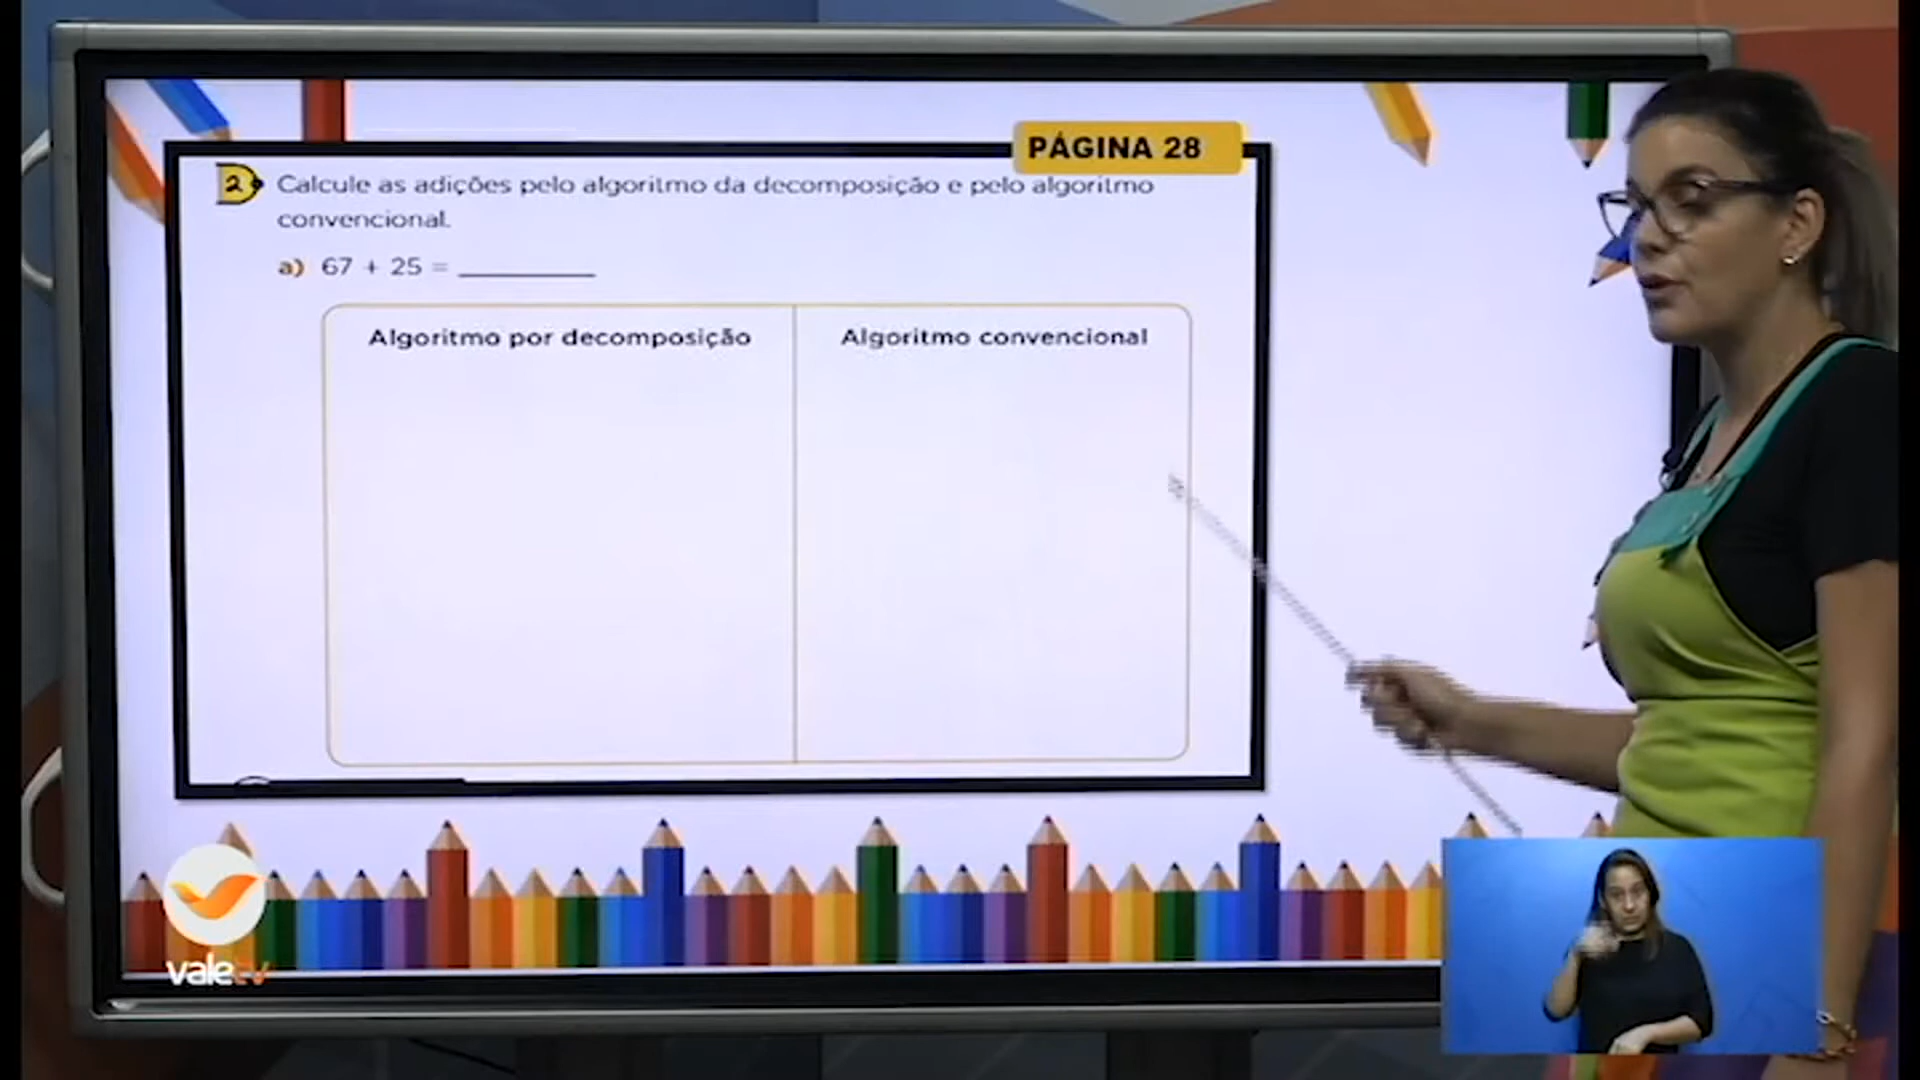 PÁGINA 28
2 Calcule as adições pelo algoritmo da decomposição e pelo algoritmo
convencional.
a) 67 + 25 = _________
Algoritmo por decomposição
Algoritmo convencional
valetv